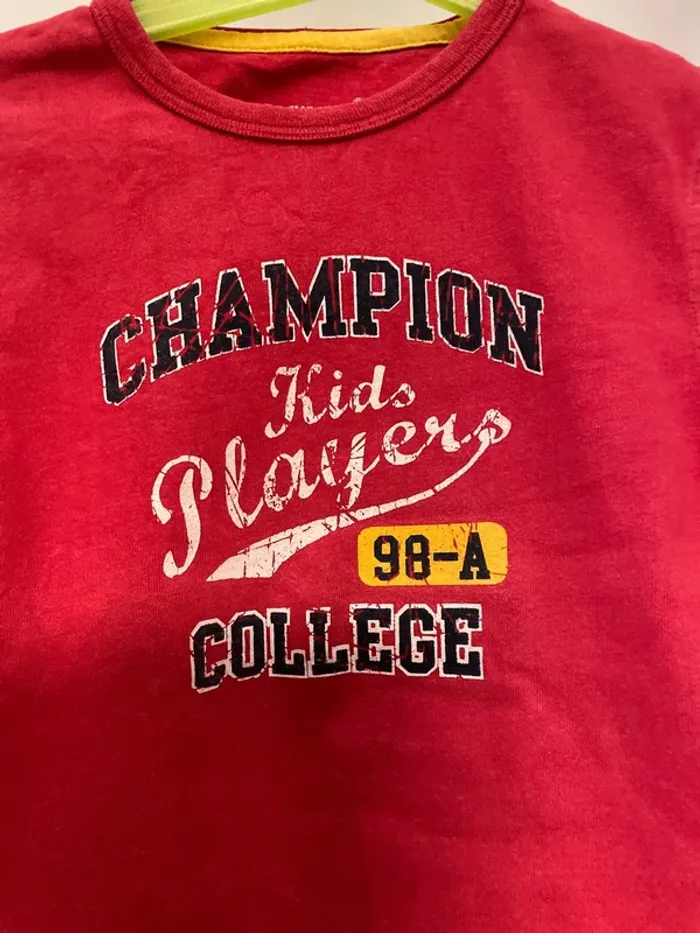 CHAMPION
Kids
Players
98-A
COLLEGE